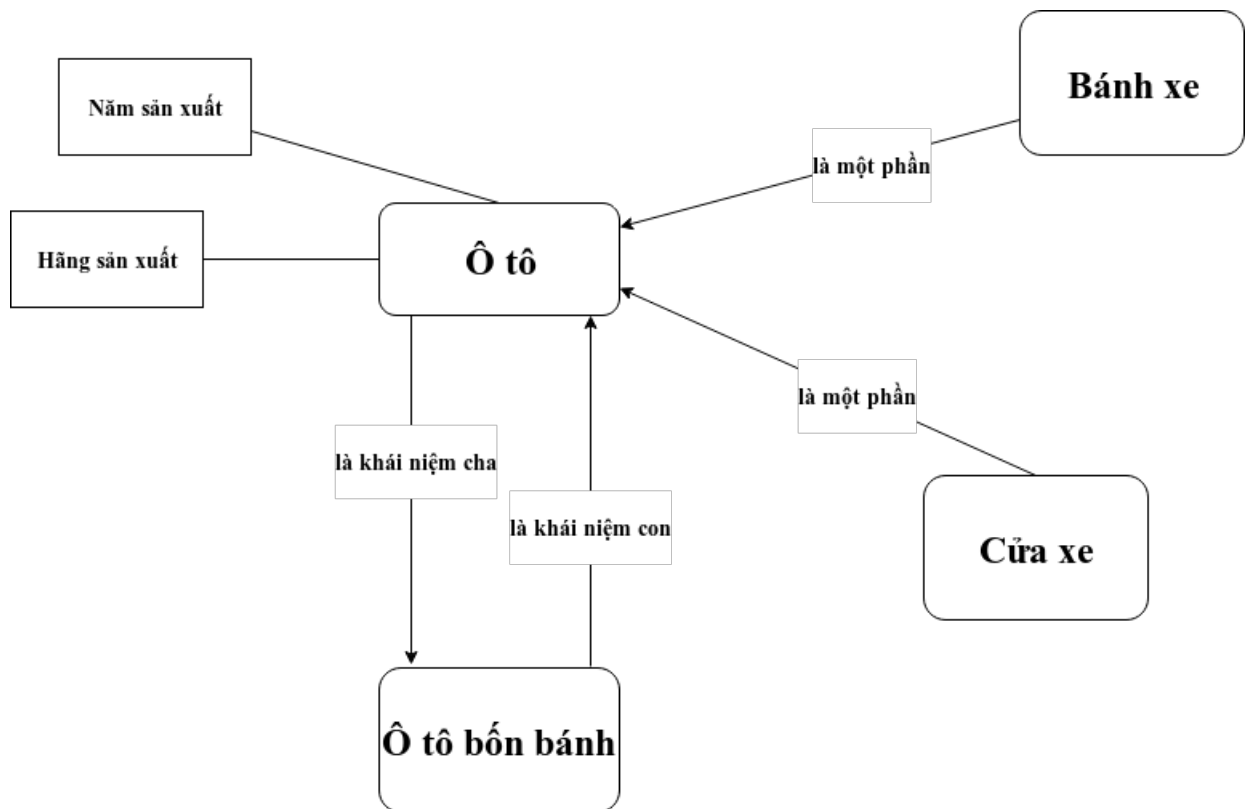 Bánh xe
Năm sản xuất
là một phần
Hãng sản xuất
Ô tô
là một phần
là khái niệm cha
là khái niệm con
Cửa xe
Ô tô bốn bánh